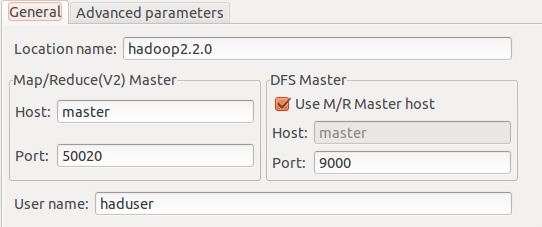 General
Advanced parameters
Location name: hadoop2.2.0
Map/Reduce(V2) Master
Host: master
Port: 50020
DFS Master
Use M/R Master host
Host: master
Port: 9000
User name: haduser